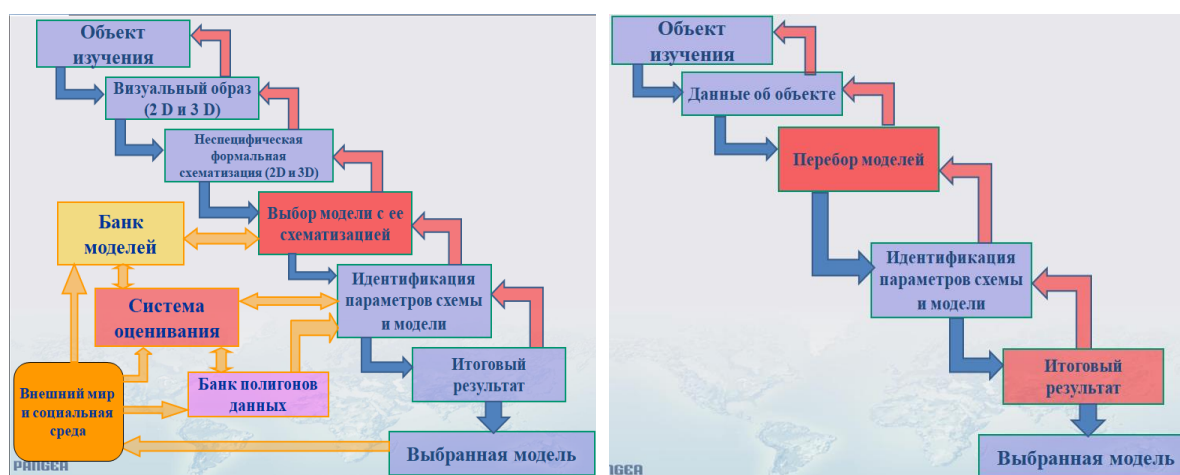 Объект
изучения
Визуальный образ
(2 D и 3 D)
Неспецифическая
формальная
схематизация (2D и 3D)
Выбор модели с ее
схематизацией
Банк
моделей
Идентификация
параметров схемы
и модели
Система
оценивания
Итоговый
результат
Банк полигонов
данных
Внешний мир
и социальная
среда
Выбранная модель
PANGEA
Объект
изучения
Данные об объекте
Перебор моделей
Идентификация
параметров схемы
и модели
Итоговый
результат
Выбранная модель